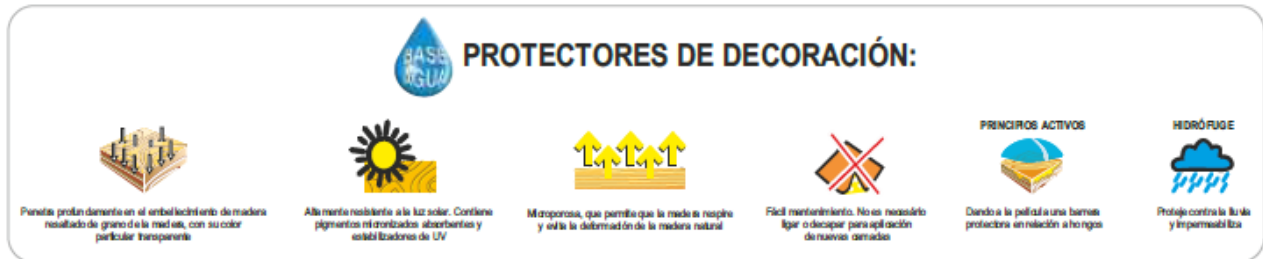 BASE
AGUA
PROTECTORES DE DECORACIÓN:
Penetra profundamente en el embellecimiento de madera
resaltado de grano de la madera, con su color
particular transparente
Altamente resistente a la luz solar. Contiene
pigmentos micronizados absorbentes y
estabilizadores de UV
Microporosa, que permite que la madera respire
y evita la deformación de la madera natural
Fácil mantenimiento. No es necesário
ligar o decapar para aplicación
de nuevas camadas
PRINCIPIOS ACTIVOS
Dando a la película una barrera
protectora en relación a hongos
HIDRÓFUGE
Proteje contra la lluvia
y impermeabiliza